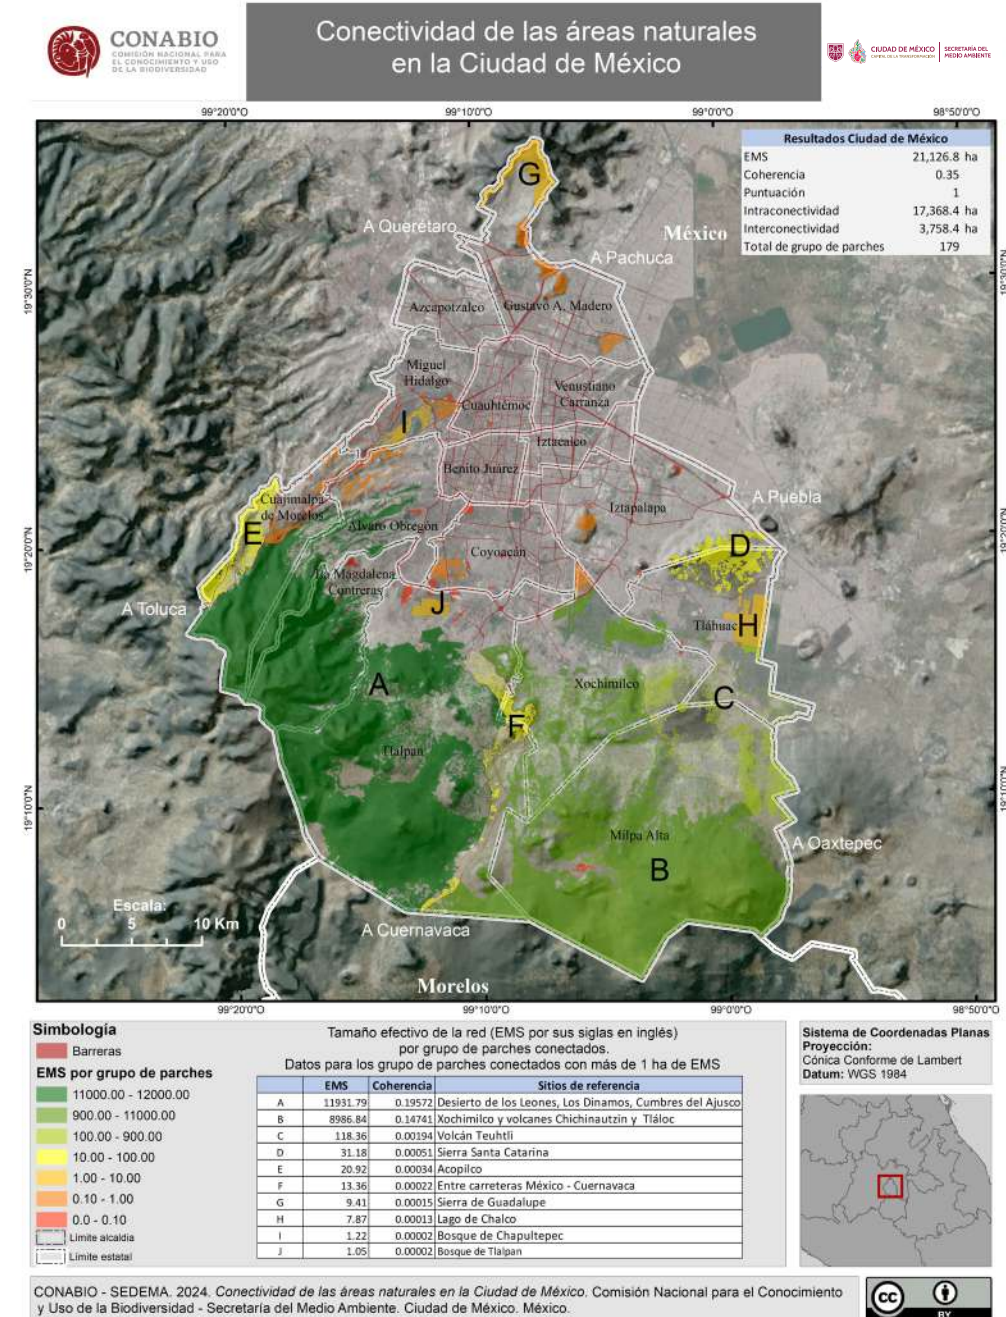 CONABIO
COMISIÓN NACIONAL PARA
EL CONOCIMIENTO Y USO
DE LA BIODIVERSIDAD
Conectividad de las áreas naturales
en la Ciudad de México
CIUDAD DE MÉXICO
CAPITAL DE LA TRANSFORMACIÓN
SECRETARÍA DEL
MEDIO AMBIENTE
99°20'0"O 99°10'0"O 99°0'0"O 98°50'0"O
Resultados Ciudad de México
EMS 21,126.8 ha
Coherencia 0.35
Puntuación 1
Intraconectividad 17,368.4 ha
Interconectividad 3,758.4 ha
Total de grupo de parches 179
G
A Querétaro
México
A Pachuca
19°30'0"N
Azcapotzalco
Gustavo A. Madero
Miguel
Hidalgo
Venustiano
Carranza
Cuauhtémoc
I
Iztacalco
Benito Juárez
A Puebla
Cuajimalpa
de Morelos
Iztapalapa
E
Álvaro Obregón
19°20'0"N
D
Coyoacán
La Magdalena
Contreras
A Toluca
J
Tláhuac
H
A
Xochimilco
C
F
Tlalpan
19°10'0"N
Milpa Alta
A Oaxtepec
B
Escala:
0 5 10 Km
A Cuernavaca
Morelos
99°20'0"O 99°10'0"O 99°0'0"O 98°50'0"O
Simbología
Barreras
EMS por grupo de parches
11000.00 - 12000.00
900.00 - 11000.00
100.00 - 900.00
10.00 - 100.00
1.00 - 10.00
0.10 - 1.00
0.0 - 0.10
Límite alcaldía
Límite estatal
Tamaño efectivo de la red (EMS por sus siglas en inglés)
por grupo de parches conectados.
Datos para los grupo de parches conectados con más de 1 ha de EMS
EMS Coherencia Sitios de referencia
A 11931.79 0.19572 Desierto de los Leones, Los Dinamos, Cumbres del Ajusco
B 8986.84 0.14741 Xochimilco y volcanes Chichinautzin y Tláloc
C 118.36 0.00194 Volcán Teuhtli
D 31.18 0.00051 Sierra Santa Catarina
E 20.92 0.00034 Acopilco
F 13.36 0.00022 Entre carreteras México - Cuernavaca
G 9.41 0.00015 Sierra de Guadalupe
H 7.87 0.00013 Lago de Chalco
I 1.22 0.00002 Bosque de Chapultepec
J 1.05 0.00002 Bosque de Tlalpan
Sistema de Coordenadas Planas
Proyección:
Cónica Conforme de Lambert
Datum: WGS 1984
CONABIO - SEDEMA. 2024. Conectividad de las áreas naturales en la Ciudad de México. Comisión Nacional para el Conocimiento
y Uso de la Biodiversidad - Secretaría del Medio Ambiente. Ciudad de México. México.
cc
BY